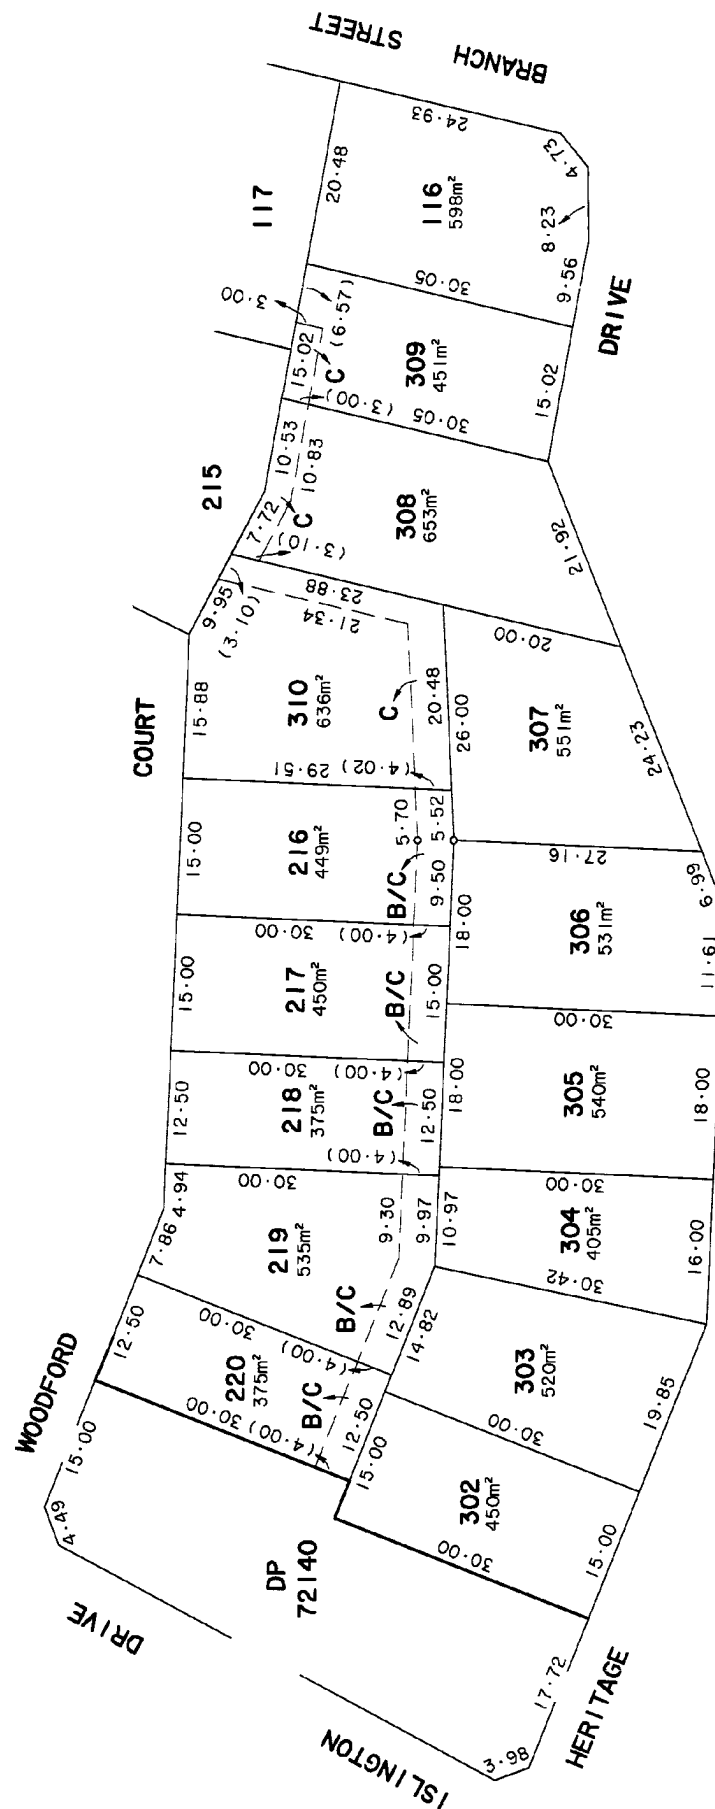 BRANCH STREET
24·93
4·73
20·48
117
116
598m²
8·23
9·56
DRIVE
30·05
3·00
(6·57)
15·02
C
(3·00)
309
451m²
15·02
30·05
10·53
10·83
215
7·72
C
(3·10)
308
653m²
21·92
9·95
(3·10)
23·88
21·34
20·00
COURT
15·88
310
636m²
C
20·48
26·00
307
551m²
24·23
29·51
(4·02)
15·00
216
449m²
5·70
5·52
B/C
9·50
27·16
6·99
18·00
306
531m²
11·61
30·00
(4·00)
15·00
217
450m²
B/C
15·00
30·00
30·00
(4·00)
12·50
218
375m²
B/C
12·50
18·00
305
540m²
18·00
(4·00)
30·00
30·00
4·94
7·86
219
535m²
9·30
9·97
10·97
304
405m²
16·00
30·42
B/C
12·89
14·82
30·00
(4·00)
12·50
220
375m²
B/C
12·50
303
520m²
19·85
WOODFORD
(4·00)
30·00
30·00
15·00
15·00
302
450m²
15·00
4·49
30·00
DP
72140
DRIVE
17·72
HERITAGE
3·98
ISLINGTON